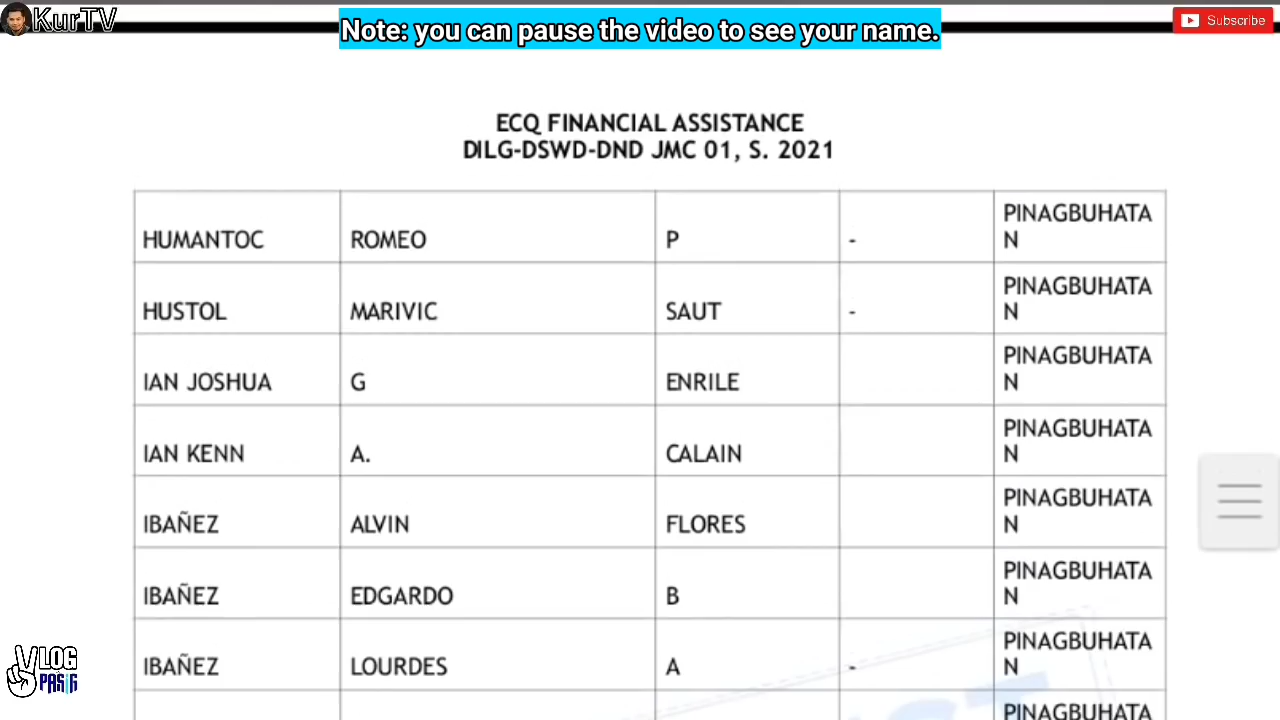 KurTV
Note: you can pause the video to see your name.
Subscribe
ECQ FINANCIAL ASSISTANCE
DILG-DSWD-DND JMC 01, S. 2021
HUMANTOC ROMEO P - PINAGBUHATA
N
HUSTOL MARIVIC SAUT - PINAGBUHATA
N
IAN JOSHUA G ENRILE PINAGBUHATA
N
IAN KENN A. CALAIN PINAGBUHATA
N
IBAÑEZ ALVIN FLORES PINAGBUHATA
N
IBAÑEZ EDGARDO B PINAGBUHATA
N
IBAÑEZ LOURDES A - PINAGBUHATA
N
PINAGBUHATA
VLOG
PASIG